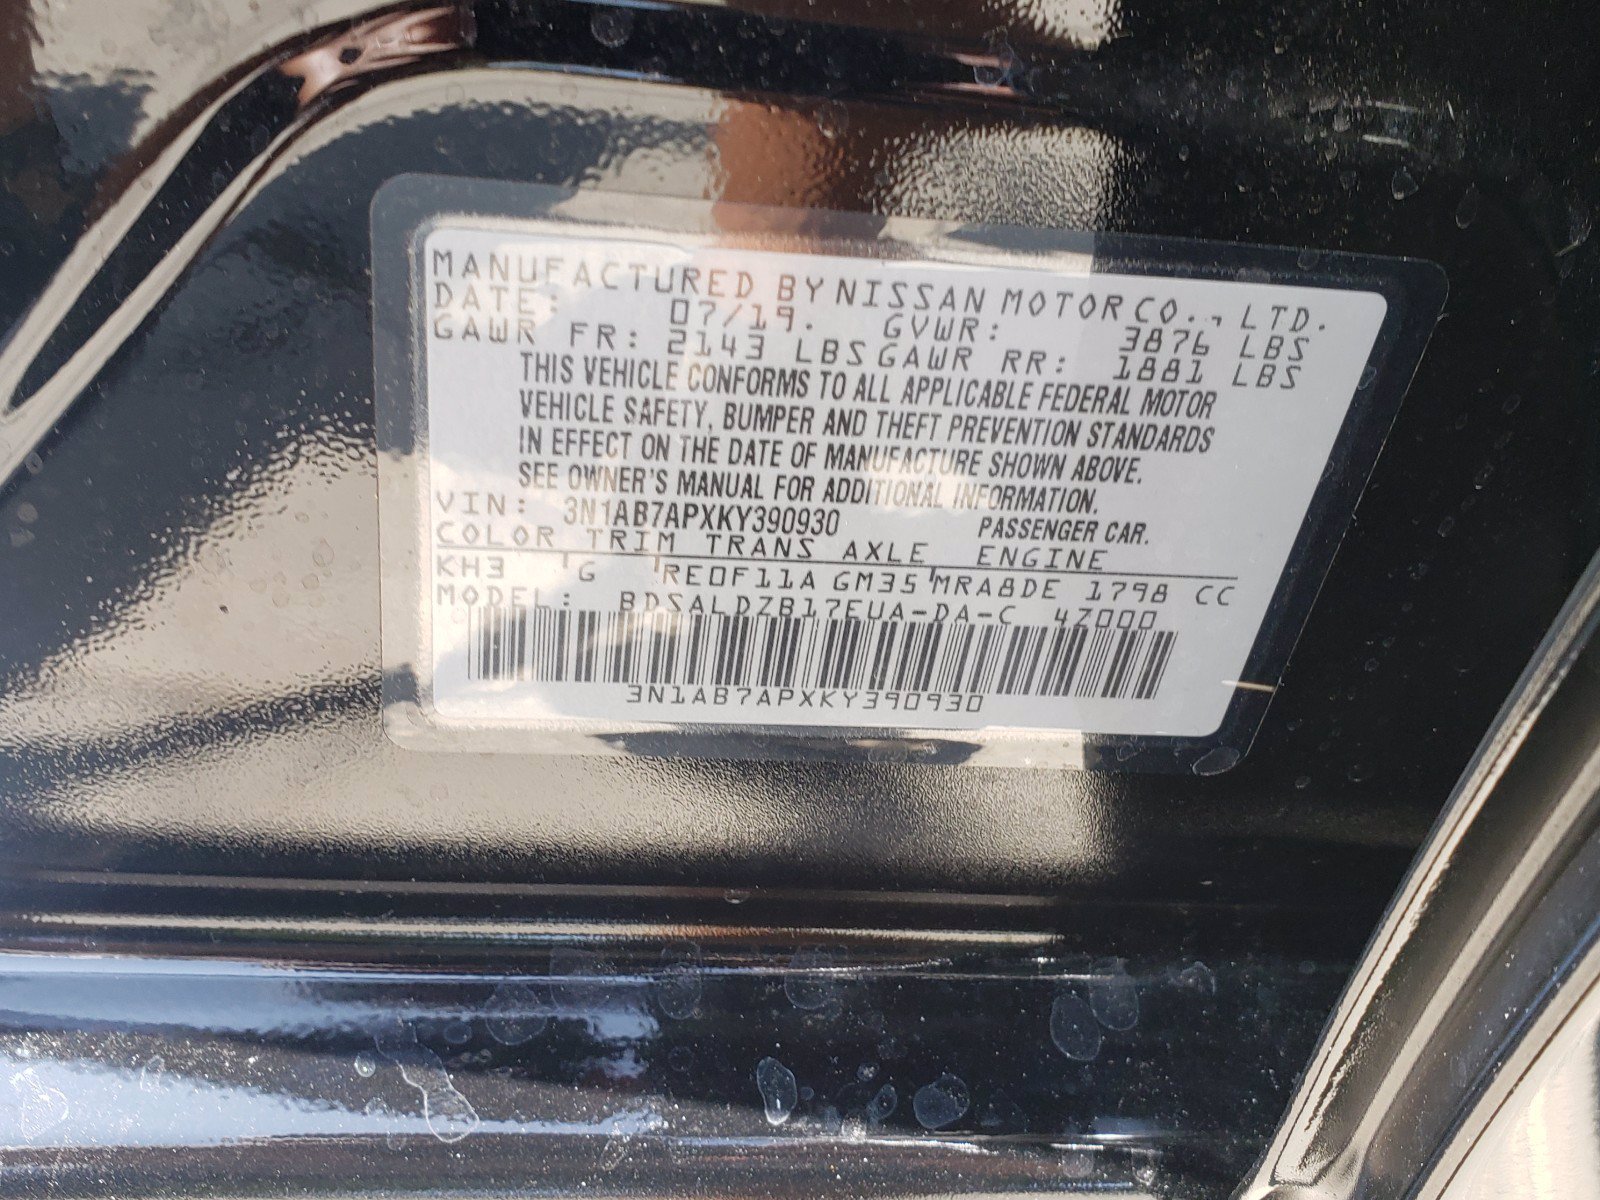 MANUFACTURED BY NISSAN MOTOR CO., LTD.
DATE: 07/19. GVWR: 3876 LBS
GAWR FR: 2143 LBS GAWR RR: 1881 LBS
THIS VEHICLE CONFORMS TO ALL APPLICABLE FEDERAL MOTOR
VEHICLE SAFETY, BUMPER AND THEFT PREVENTION STANDARDS
IN EFFECT ON THE DATE OF MANUFACTURE SHOWN ABOVE.
SEE OWNER'S MANUAL FOR ADDITIONAL INFORMATION.
VIN: 3N1AB7APXKY390930 PASSENGER CAR.
COLOR TRIM TRANS AXLE ENGINE
KH3 G RE0F11A GM35 MRA8DE 1798 CC
MODEL: BDSALDZB17EUA-DA-C 4Z000
3N1AB7APXKY390930